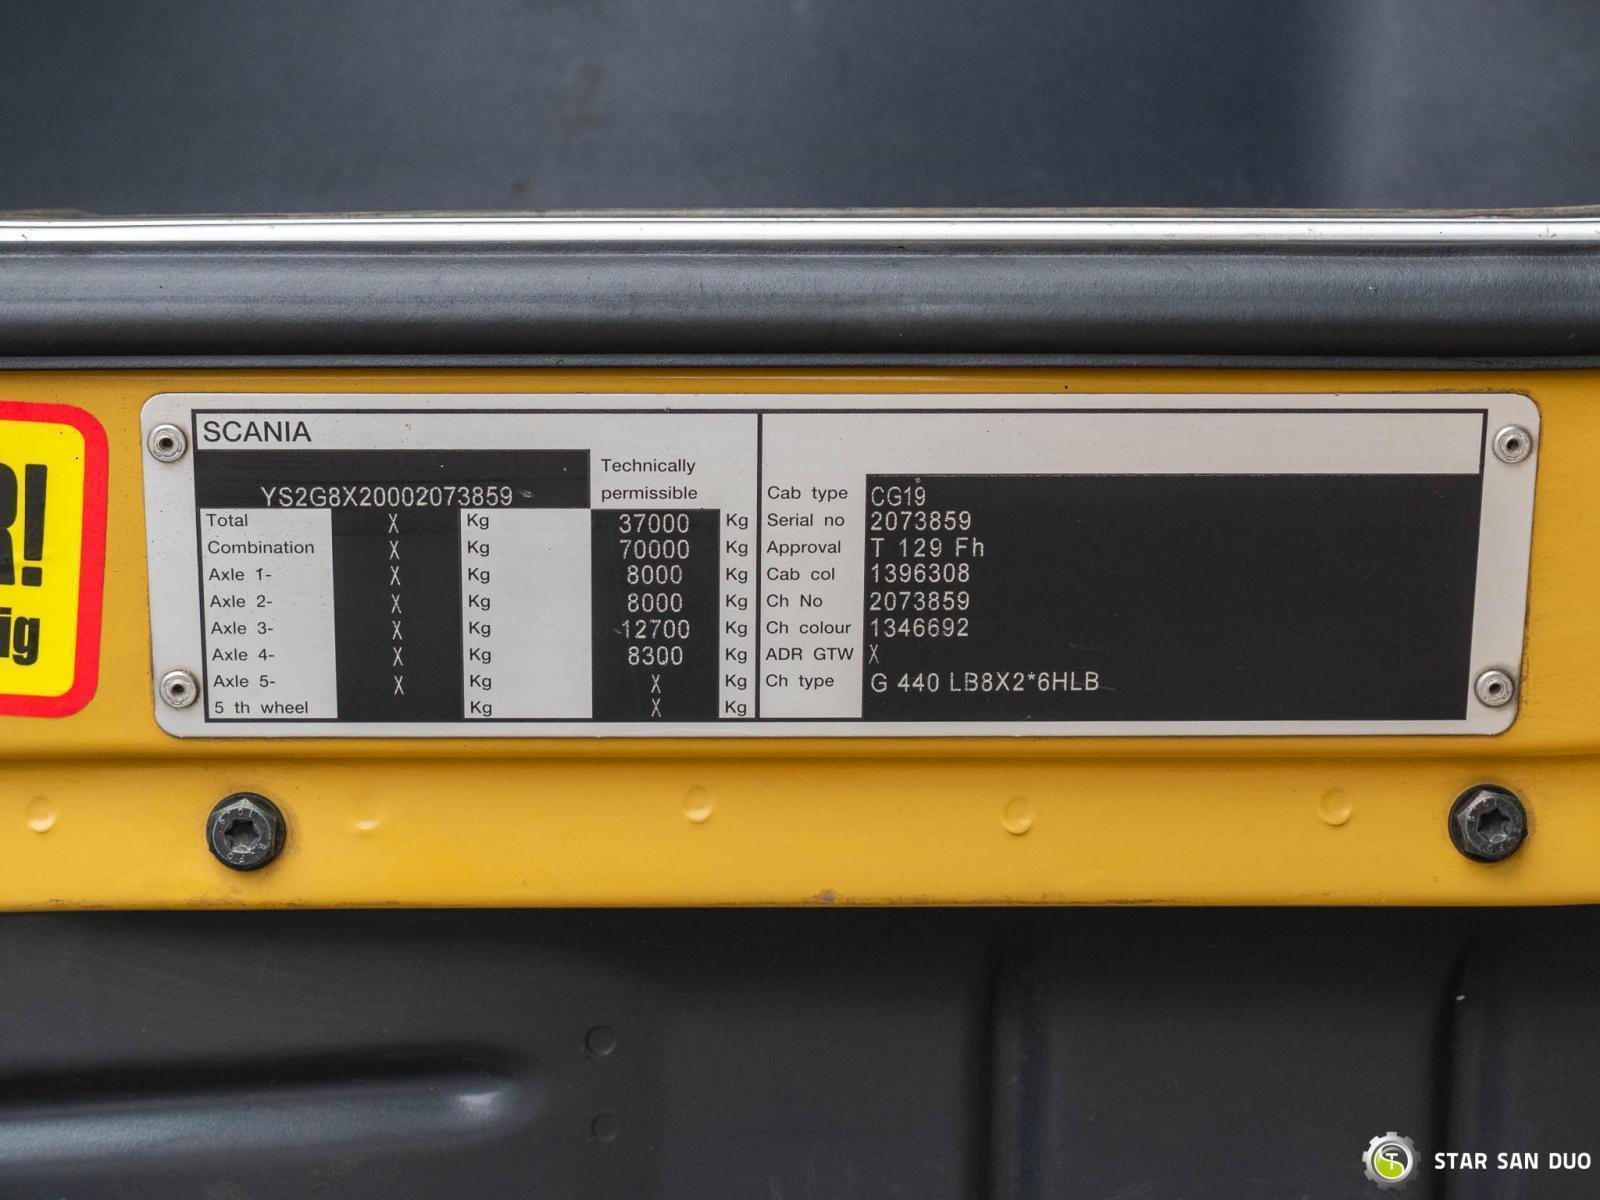 SCANIA
Technically
permissible
YS2G8X20002073859
Total X Kg 37000 Kg
Combination X Kg 70000 Kg
Axle 1- X Kg 8000 Kg
Axle 2- X Kg 8000 Kg
Axle 3- X Kg 12700 Kg
Axle 4- X Kg 8300 Kg
Axle 5- X Kg X Kg
5 th wheel Kg X Kg
Cab type CG19
Serial no 2073859
Approval T 129 Fh
Cab col 1396308
Ch No 2073859
Ch colour 1346692
ADR GTW X
Ch type G 440 LB8X2*6HLB
R!
ig
STAR SAN DUO